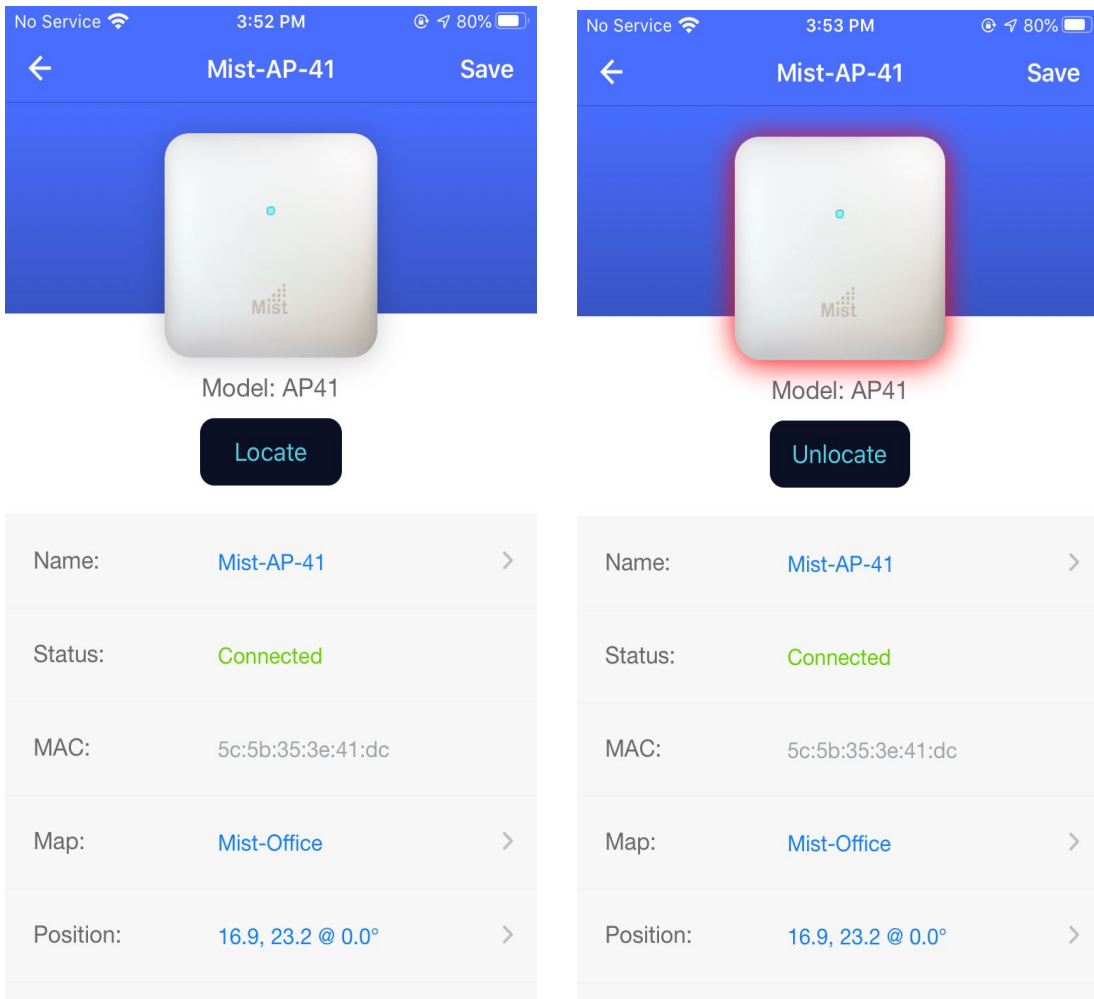 No Service 3:52 PM 80%
Mist-AP-41 Save
Mist
Model: AP41
Locate
Name: Mist-AP-41
Status: Connected
MAC: 5c:5b:35:3e:41:dc
Map: Mist-Office
Position: 16.9, 23.2 @ 0.0°
No Service 3:53 PM 80%
Mist-AP-41 Save
Mist
Model: AP41
Unlocate
Name: Mist-AP-41
Status: Connected
MAC: 5c:5b:35:3e:41:dc
Map: Mist-Office
Position: 16.9, 23.2 @ 0.0°